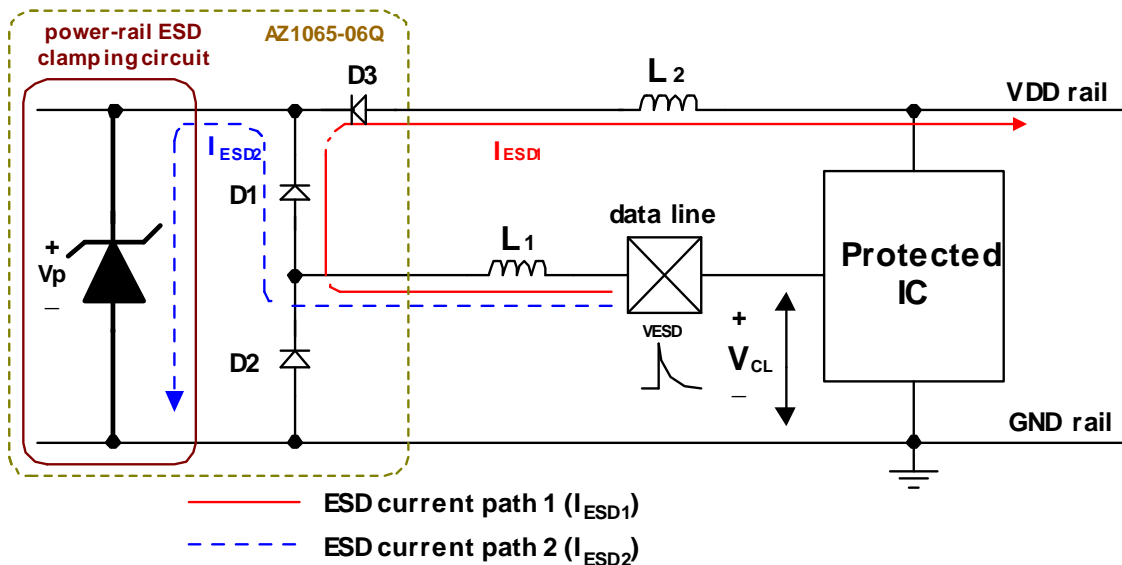 power-rail ESD
clamping circuit
AZ1065-06Q
D3
L2
VDD rail
IESD2
IESD1
D1
data line
L1
Protected
IC
+
Vp
_
VESD
+
VCL
_
D2
GND rail
ESD current path 1 (IESD1)
ESD current path 2 (IESD2)